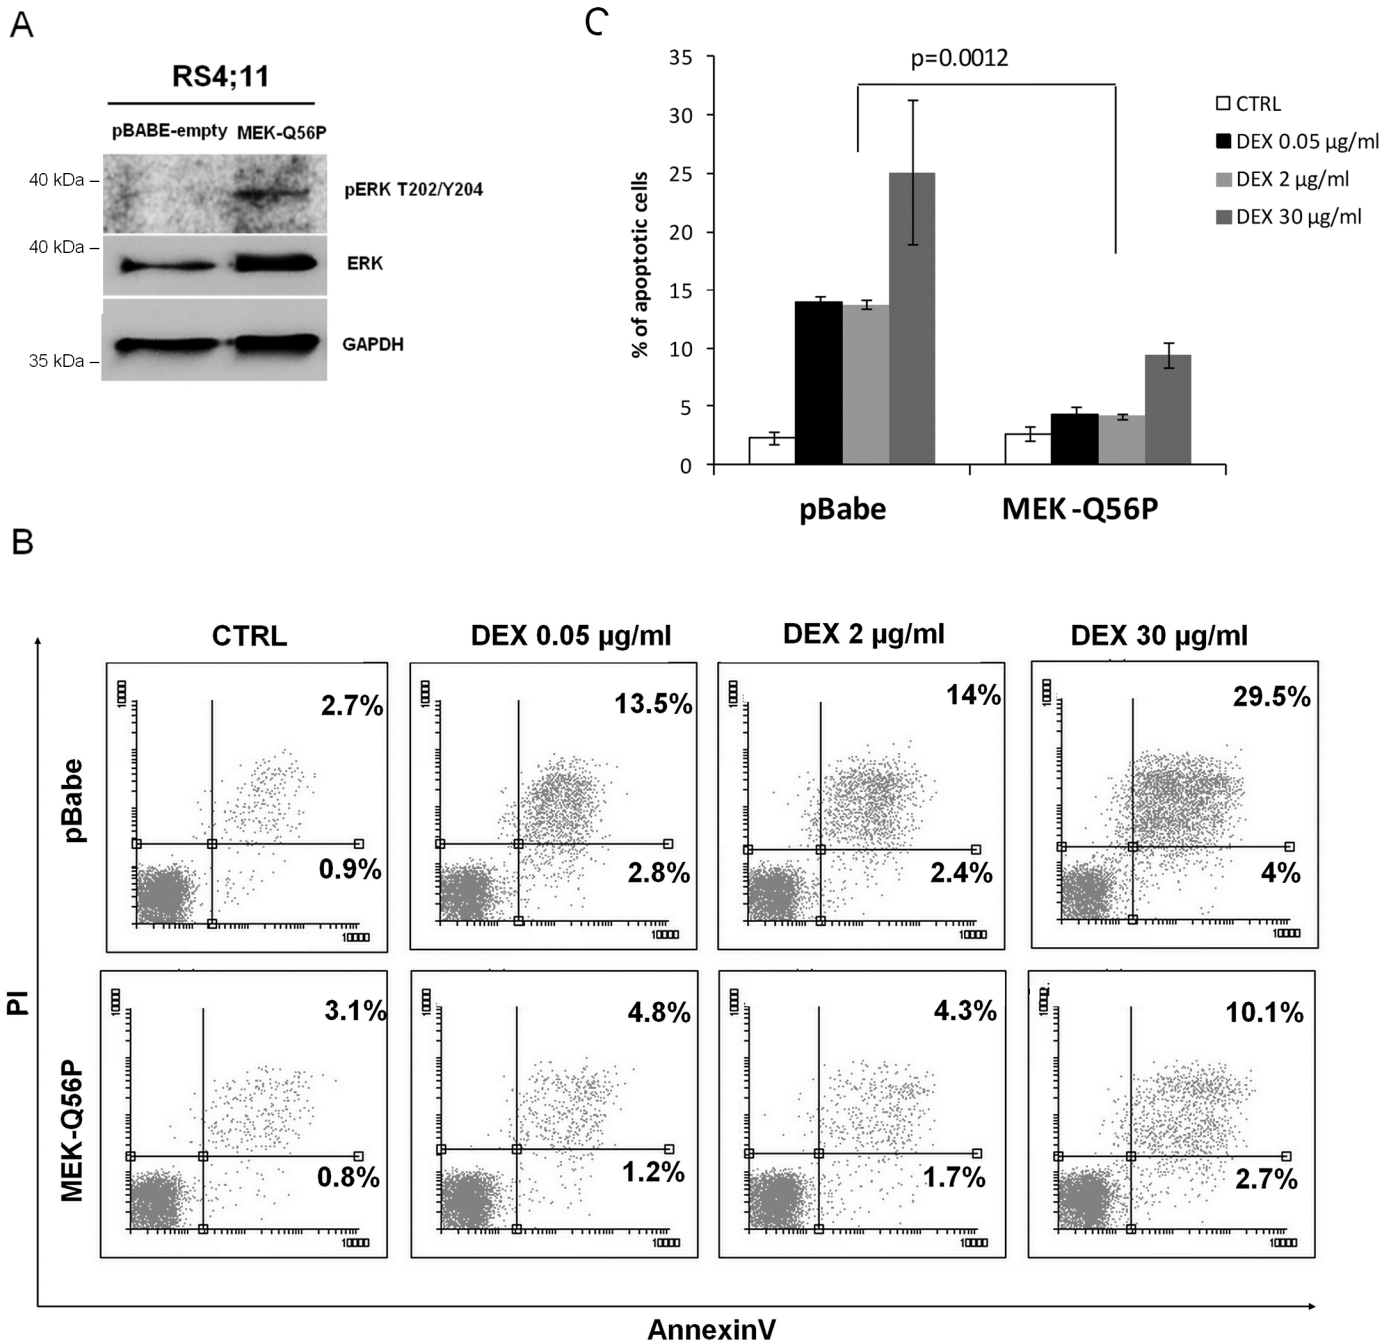 A
RS4;11
pBABE-empty MEK-Q56P
40 kDa
pERK T202/Y204
40 kDa
ERK
GAPDH
35 kDa
C
p=0.0012
35
30
25
20
15
10
5
0
% of apoptotic cells
pBabe MEK-Q56P
CTRL
DEX 0.05 µg/ml
DEX 2 µg/ml
DEX 30 µg/ml
B
CTRL DEX 0.05 µg/ml DEX 2 µg/ml DEX 30 µg/ml
pBabe
2.7% 13.5% 14% 29.5%
0.9% 2.8% 2.4% 4%
PI
MEK-Q56P
3.1% 4.8% 4.3% 10.1%
0.8% 1.2% 1.7% 2.7%
AnnexinV